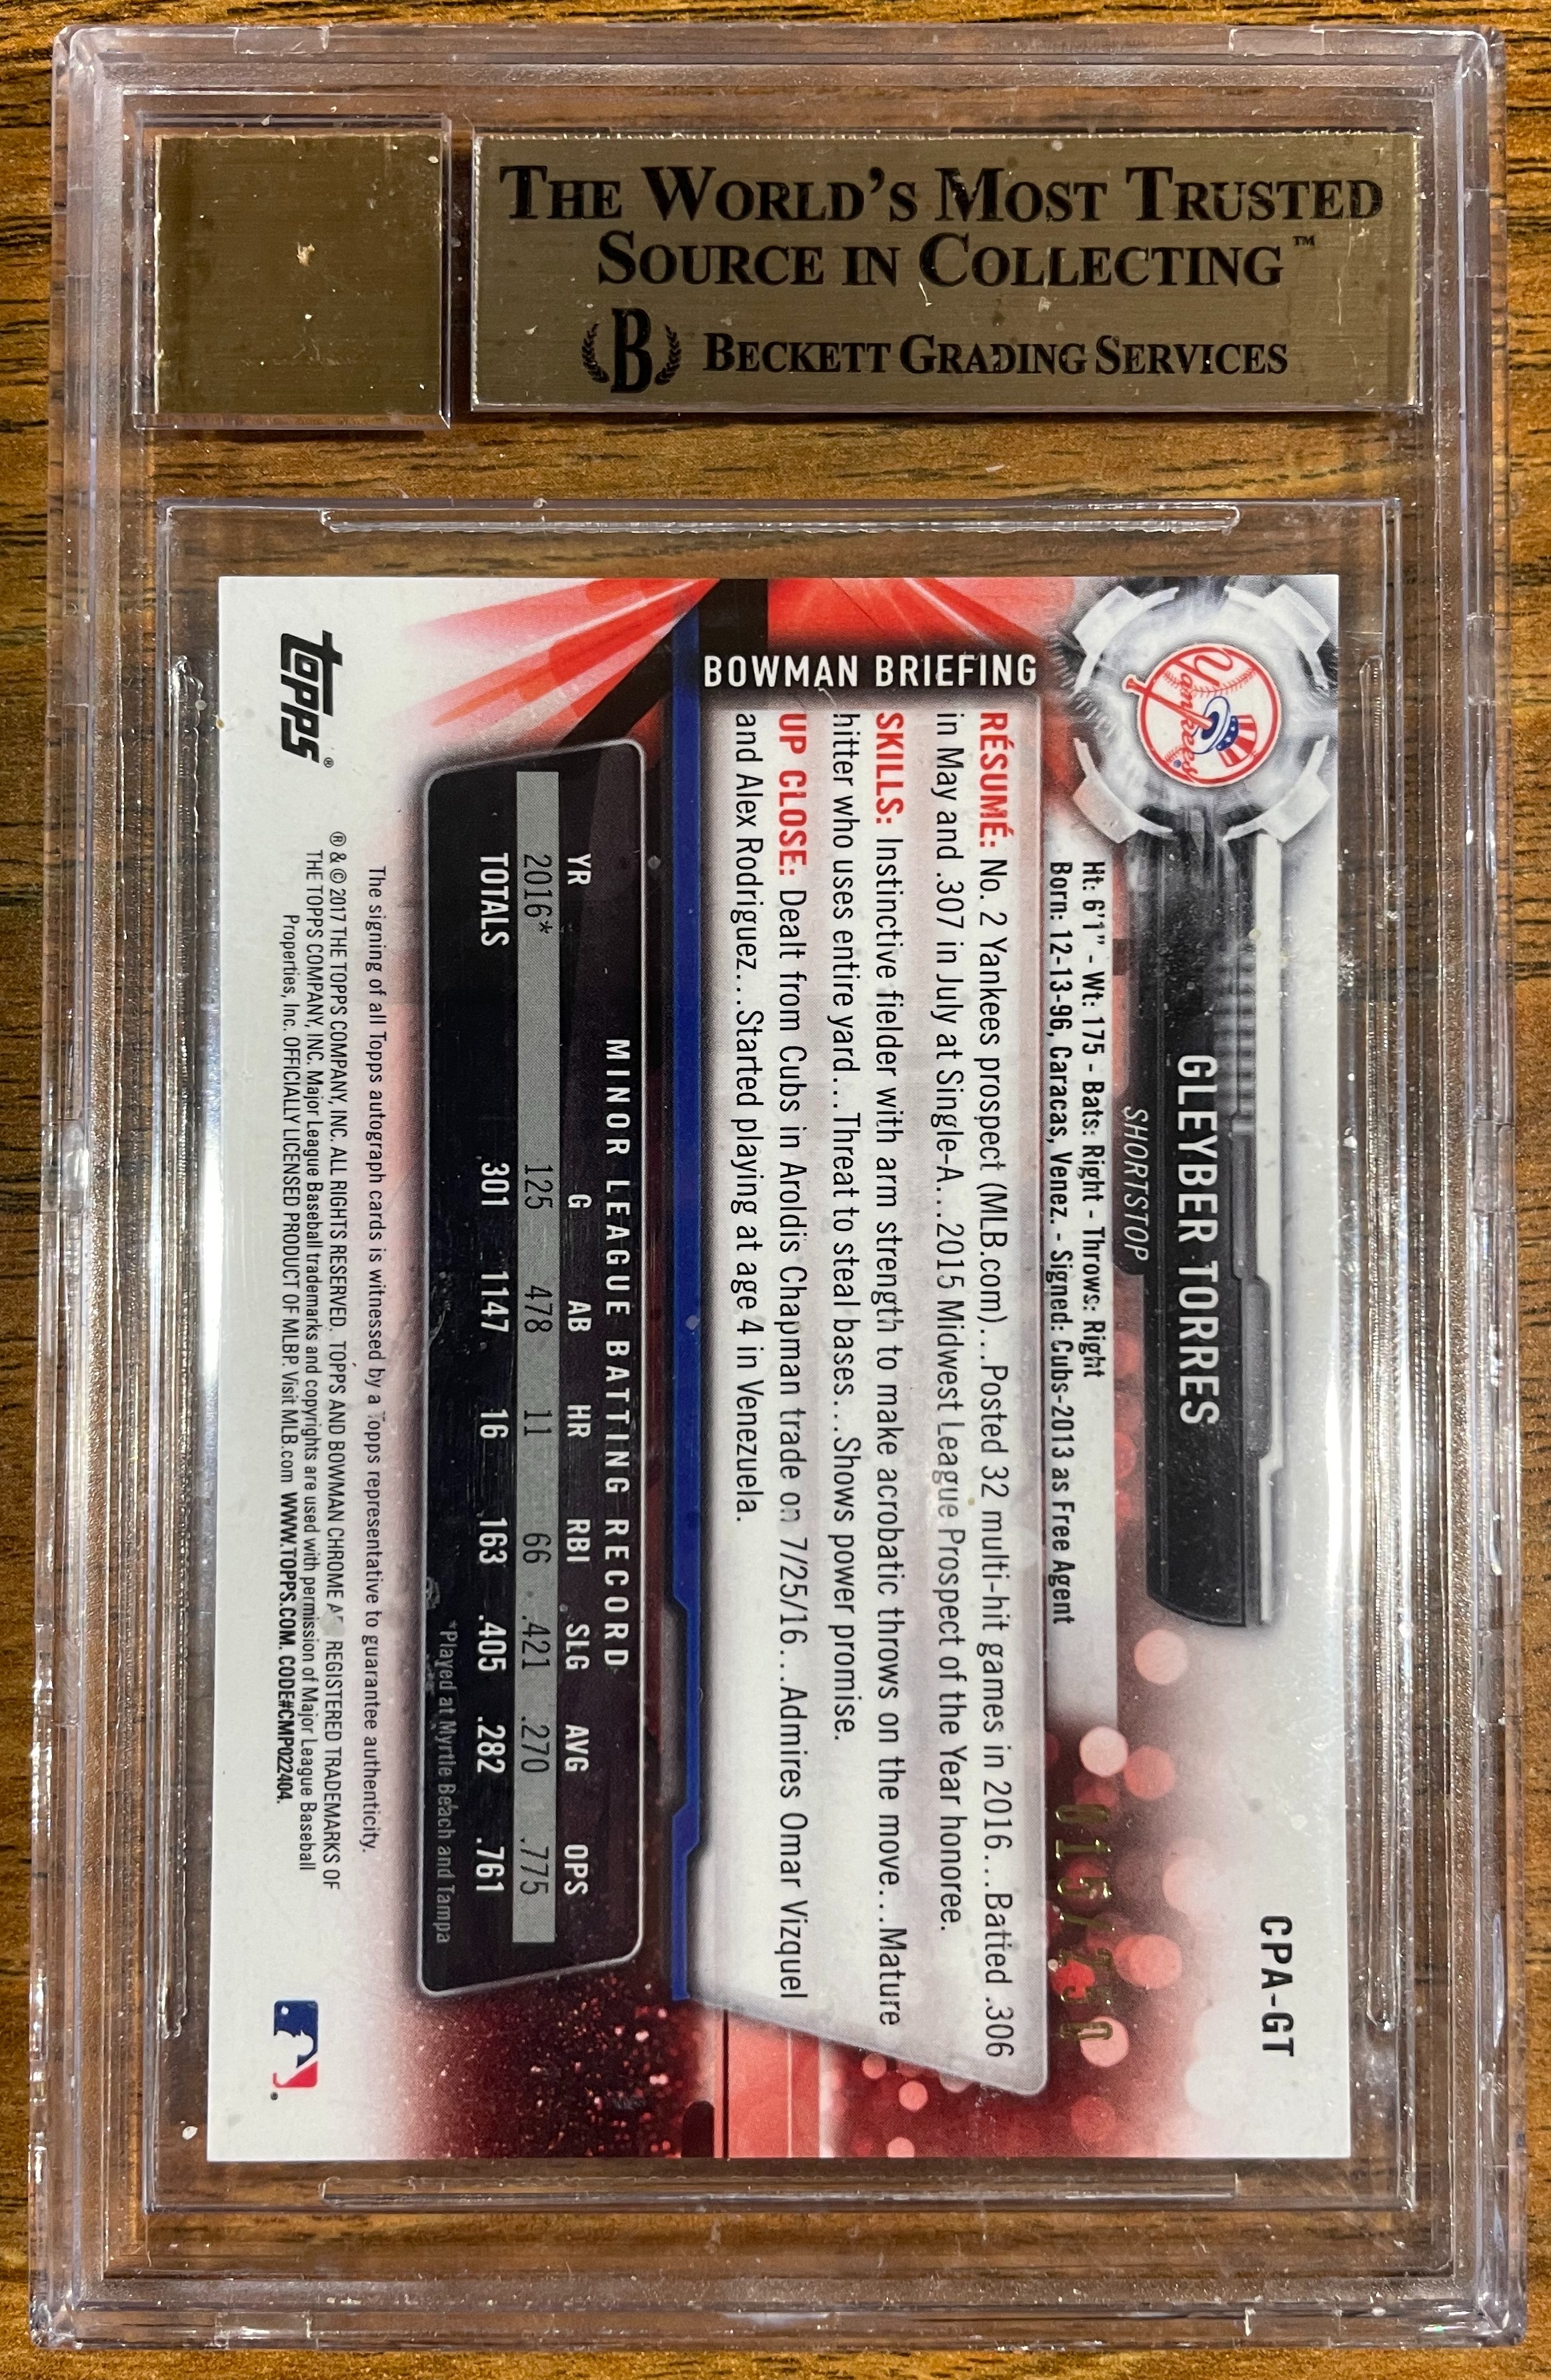 THE WORLD'S MOST TRUSTED
SOURCE IN COLLECTING™
B BECKETT GRADING SERVICES
CPA-GT
Yankees
GLEYBER TORRES
SHORTSTOP
Ht: 6'1" - Wt: 175 - Bats: Right - Throws: Right
Born: 12-13-96, Caracas, Venez. - Signed: Cubs-2013 as Free Agent
015/250
BOWMAN BRIEFING
RÉSUMÉ: No. 2 Yankees prospect (MLB.com)...Posted 32 multi-hit games in 2016...Batted .306
in May and .307 in July at Single-A...2015 Midwest League Prospect of the Year honoree.
SKILLS: Instinctive fielder with arm strength to make acrobatic throws on the move...Mature
hitter who uses entire yard...Threat to steal bases...Shows power promise.
UP CLOSE: Dealt from Cubs in Aroldis Chapman trade on 7/25/16...Admires Omar Vizquel
and Alex Rodriguez...Started playing at age 4 in Venezuela.
MINOR LEAGUE BATTING RECORD
YR G AB HR RBI SLG AVG OPS
2016* 125 478 11 66 .421 .270 .775
TOTALS 301 1147 16 163 .405 .282 .761
*Played at Myrtle Beach and Tampa
The signing of all Topps autograph cards is witnessed by a Topps representative to guarantee authenticity.
® & © 2017 THE TOPPS COMPANY, INC. ALL RIGHTS RESERVED. TOPPS AND BOWMAN CHROME REGISTERED TRADEMARKS OF
THE TOPPS COMPANY, INC. Major League Baseball trademarks and copyrights are used with permission of Major League Baseball
Properties, Inc. OFFICIALLY LICENSED PRODUCT OF MLBP. Visit MLB.com WWW.TOPPS.COM. CODE#CMP022404.
topps®